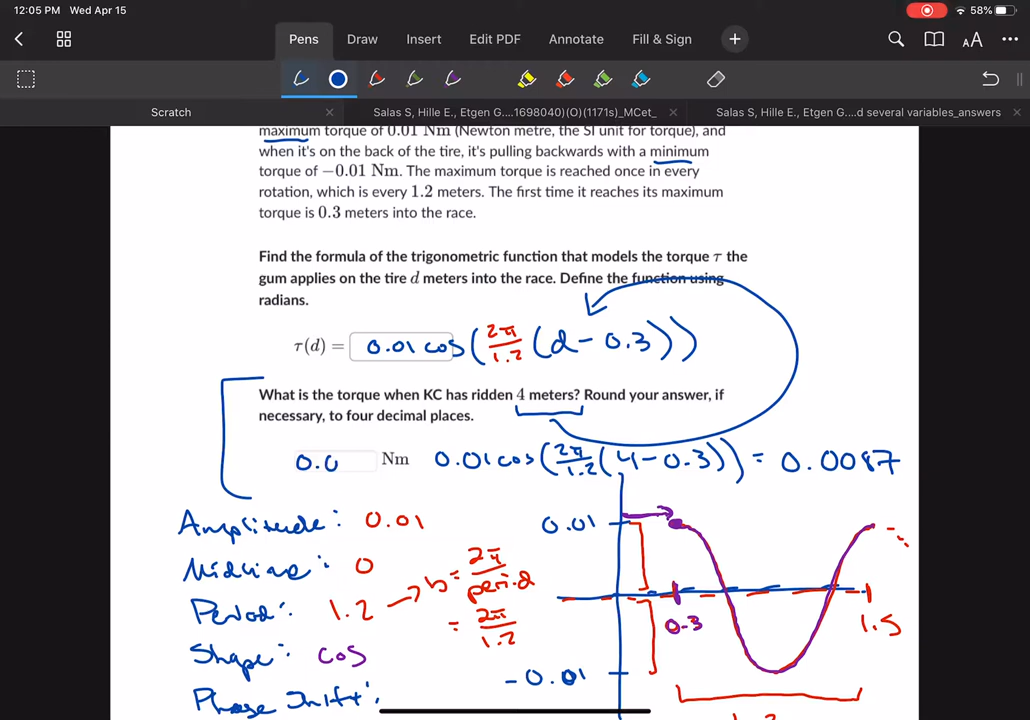 12:05 PM Wed Apr 15
58%
Pens Draw Insert Edit PDF Annotate Fill & Sign
Scratch
Salas S, Hille E., Etgen G....1698040)(O)(1171s)_MCet_
Salas S, Hille E., Etgen G....d several variables_answers
maximum torque of 0.01 Nm (Newton metre, the SI unit for torque), and
when it's on the back of the tire, it's pulling backwards with a minimum
torque of −0.01 Nm. The maximum torque is reached once in every
rotation, which is every 1.2 meters. The first time it reaches its maximum
torque is 0.3 meters into the race.
Find the formula of the trigonometric function that models the torque τ the
gum applies on the tire d meters into the race. Define the function using
radians.
τ(d) = 0.01 cos(2π/1.2 (d − 0.3))
What is the torque when KC has ridden 4 meters? Round your answer, if
necessary, to four decimal places.
0.0 Nm 0.01 cos(2π/1.2 (4 − 0.3)) = 0.0087
Amplitude: 0.01
Midline: 0
Period: 1.2 → b = 2π/period
= 2π/1.2
Shape: cos
Phase Shift:
0.01
0.3
1.5
−0.01